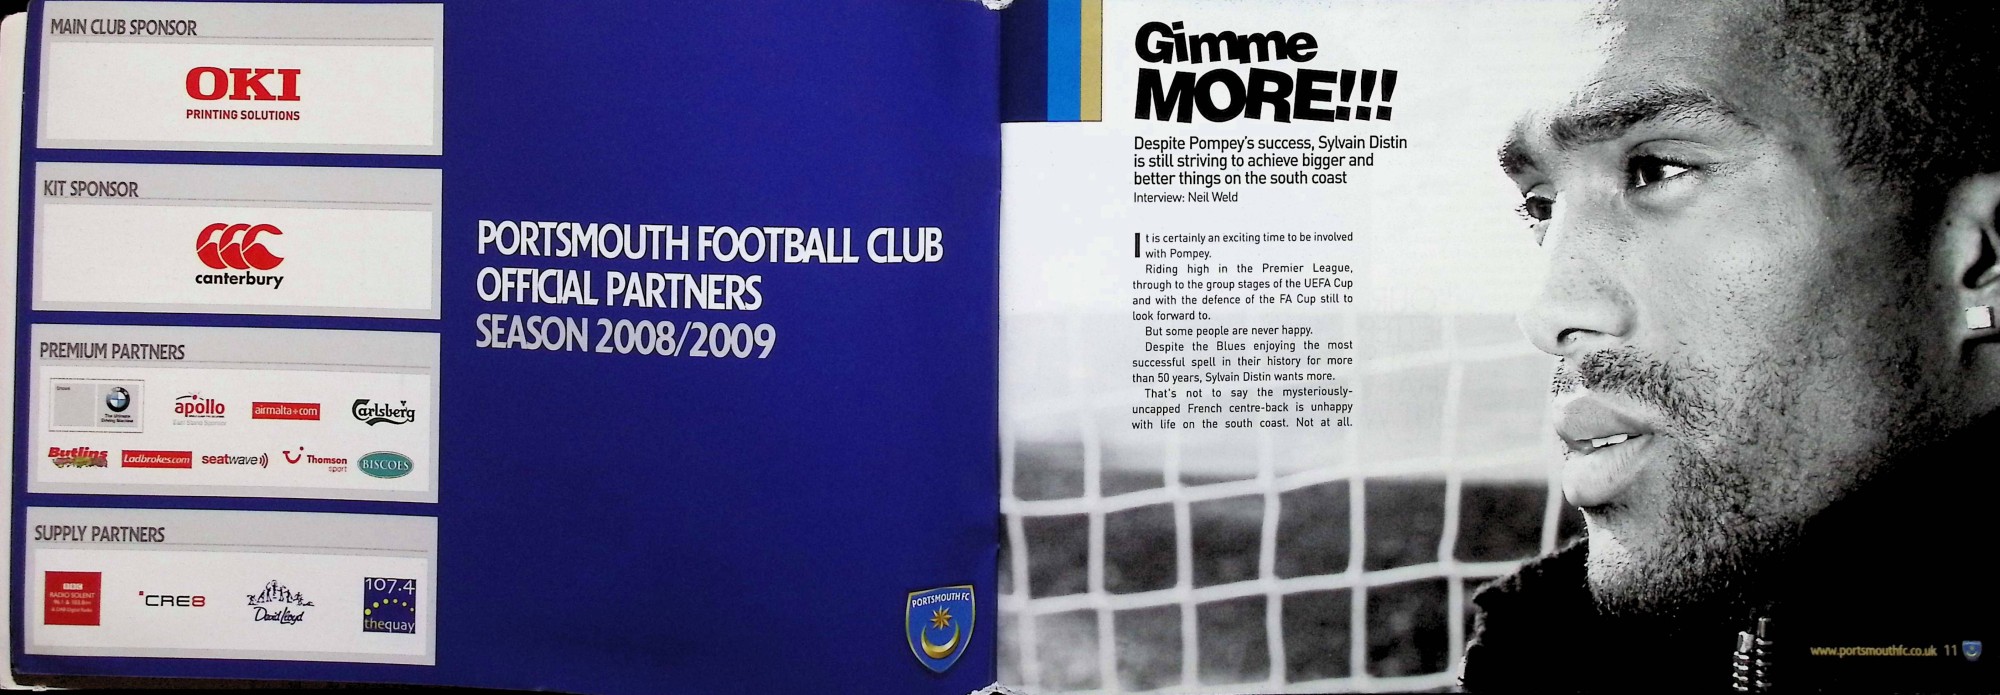 MAIN CLUB SPONSOR
OKI
PRINTING SOLUTIONS
KIT SPONSOR
canterbury
PREMIUM PARTNERS
The Ultimate
Driving Machine
apollo
airmalta.com
Carlsberg
Butlins
Ladbrokes.com
seatwave
Thomson
sport
BISCOES
SUPPLY PARTNERS
BBC
RADIO SOLENT
CRE8
David Lloyd
107.4
thequay
PORTSMOUTH FOOTBALL CLUB
OFFICIAL PARTNERS
SEASON 2008/2009
PORTSMOUTH FC
Gimme
MORE!!!
Despite Pompey's success, Sylvain Distin
is still striving to achieve bigger and
better things on the south coast
Interview: Neil Weld
It is certainly an exciting time to be involved
with Pompey.
Riding high in the Premier League,
through to the group stages of the UEFA Cup
and with the defence of the FA Cup still to
look forward to.
But some people are never happy.
Despite the Blues enjoying the most
successful spell in their history for more
than 50 years, Sylvain Distin wants more.
That's not to say the mysteriously-
uncapped French centre-back is unhappy
with life on the south coast. Not at all.
www.portsmouthfc.co.uk 11